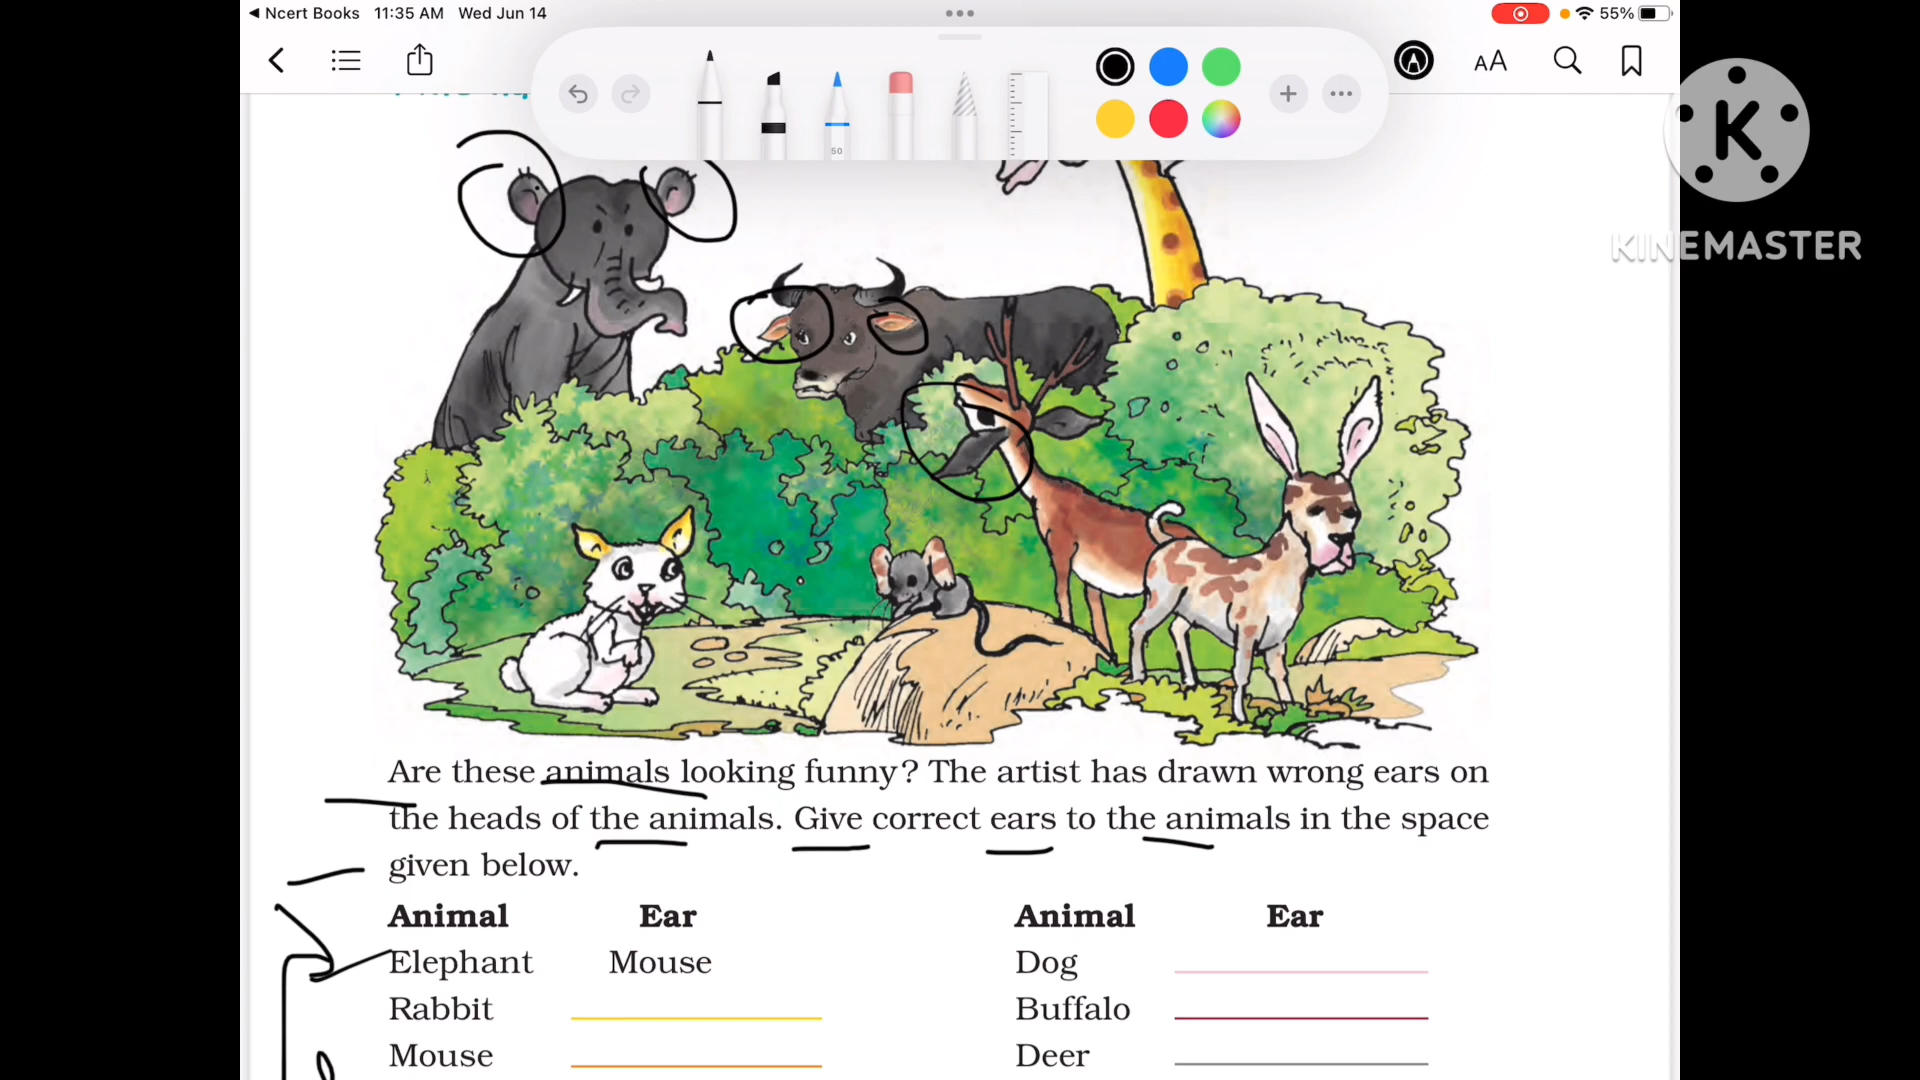 Ncert Books 11:35 AM Wed Jun 14 55%
AA
50
K
KINEMASTER
Are these animals looking funny? The artist has drawn wrong ears on
the heads of the animals. Give correct ears to the animals in the space
given below.
Animal Ear Animal Ear
Elephant Mouse Dog
Rabbit Buffalo
Mouse Deer